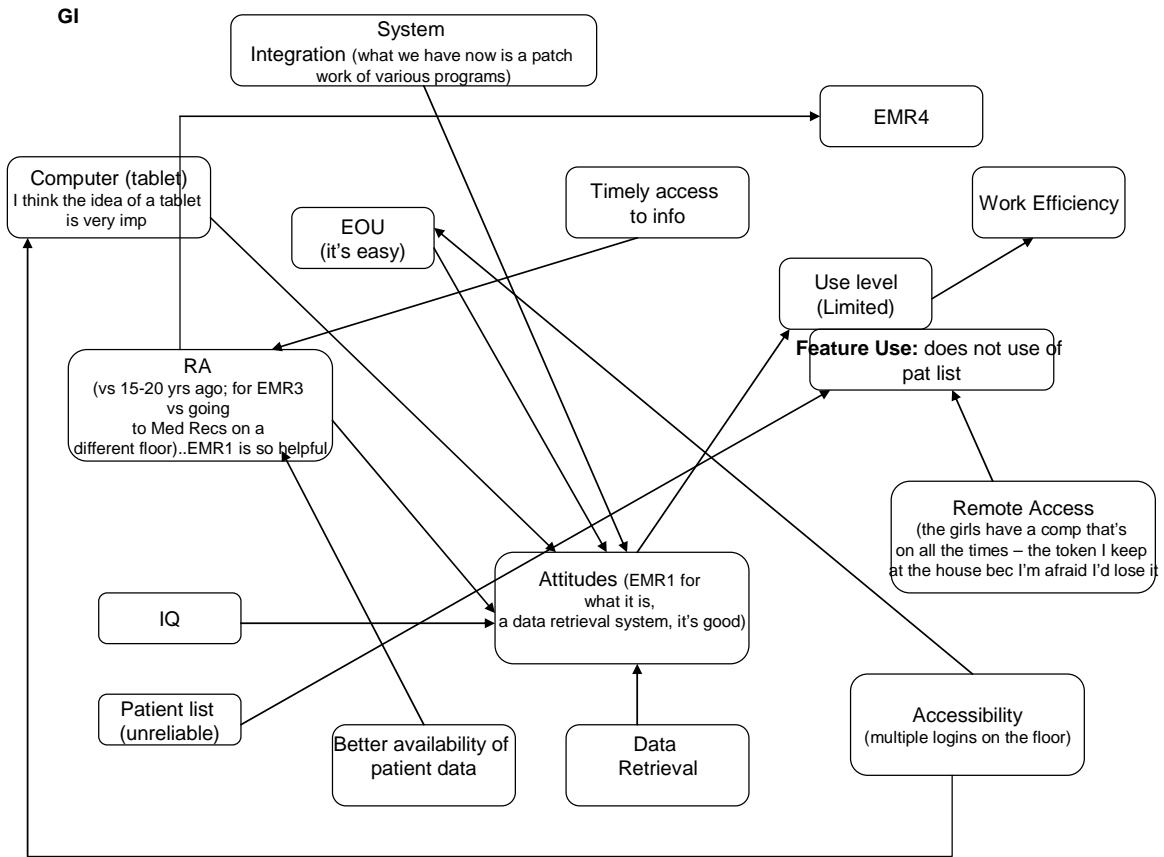 GI
System
Integration (what we have now is a patch
work of various programs)
EMR4
Computer (tablet)
I think the idea of a tablet
is very imp
EOU
(it's easy)
Timely access
to info
Work Efficiency
Use level
(Limited)
Feature Use: does not use of
pat list
RA
(vs 15-20 yrs ago; for EMR3
vs going
to Med Recs on a
different floor)..EMR1 is so helpful
Remote Access
(the girls have a comp that's
on all the times – the token I keep
at the house bec I'm afraid I'd lose it
Attitudes (EMR1 for
what it is,
a data retrieval system, it's good)
IQ
Patient list
(unreliable)
Better availability of
patient data
Data
Retrieval
Accessibility
(multiple logins on the floor)